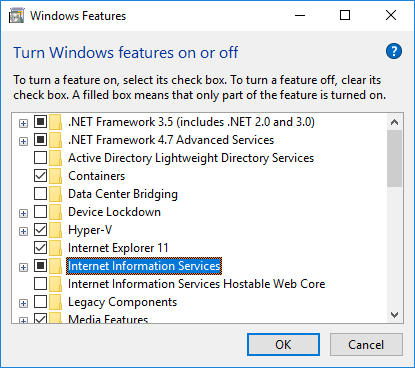 Windows Features
Turn Windows features on or off
To turn a feature on, select its check box. To turn a feature off, clear its
check box. A filled box means that only part of the feature is turned on.
.NET Framework 3.5 (includes .NET 2.0 and 3.0)
.NET Framework 4.7 Advanced Services
Active Directory Lightweight Directory Services
Containers
Data Center Bridging
Device Lockdown
Hyper-V
Internet Explorer 11
Internet Information Services
Internet Information Services Hostable Web Core
Legacy Components
Media Features
OK Cancel